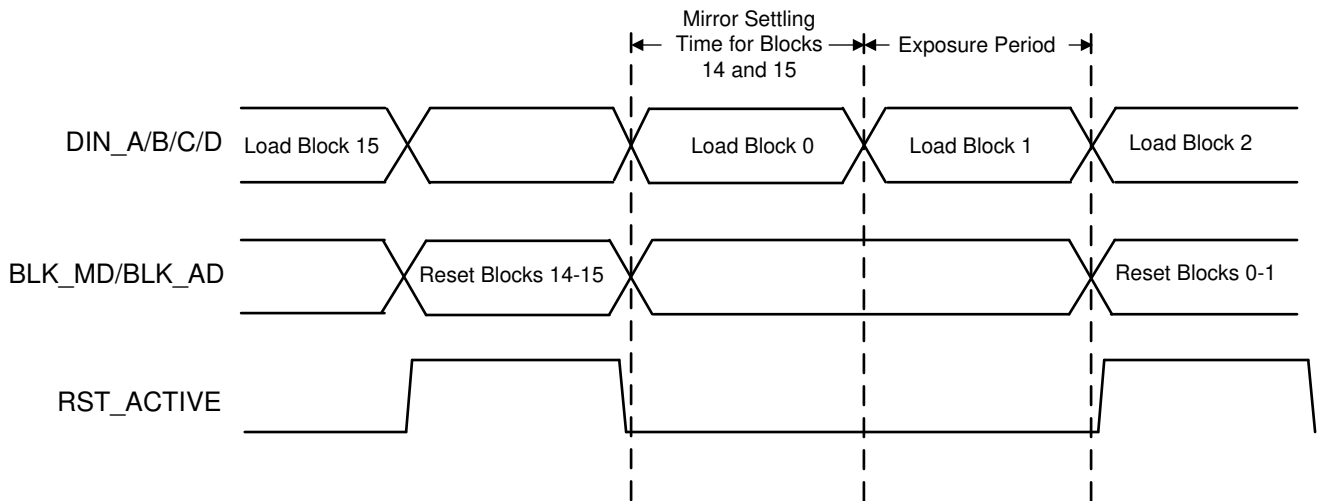 Mirror Settling
Time for Blocks
14 and 15
Exposure Period
DIN_A/B/C/D
Load Block 15
Load Block 0
Load Block 1
Load Block 2
BLK_MD/BLK_AD
Reset Blocks 14-15
Reset Blocks 0-1
RST_ACTIVE